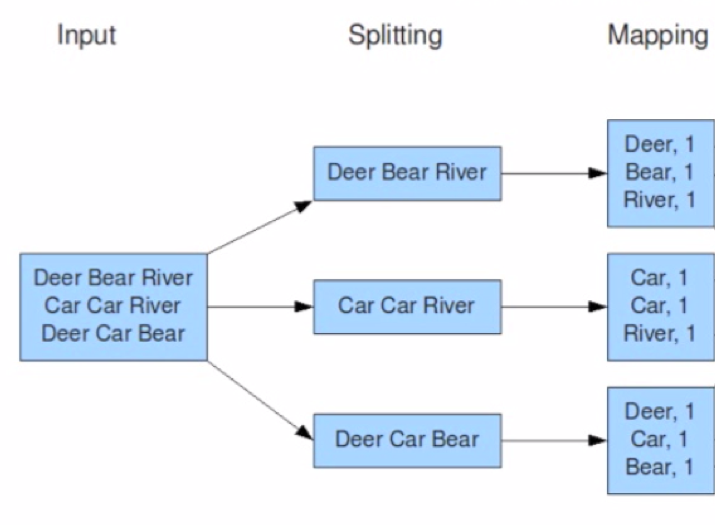 Input
Splitting
Mapping
Deer Bear River
Car Car River
Deer Car Bear
Deer Bear River
Car Car River
Deer Car Bear
Deer, 1
Bear, 1
River, 1
Car, 1
Car, 1
River, 1
Deer, 1
Car, 1
Bear, 1